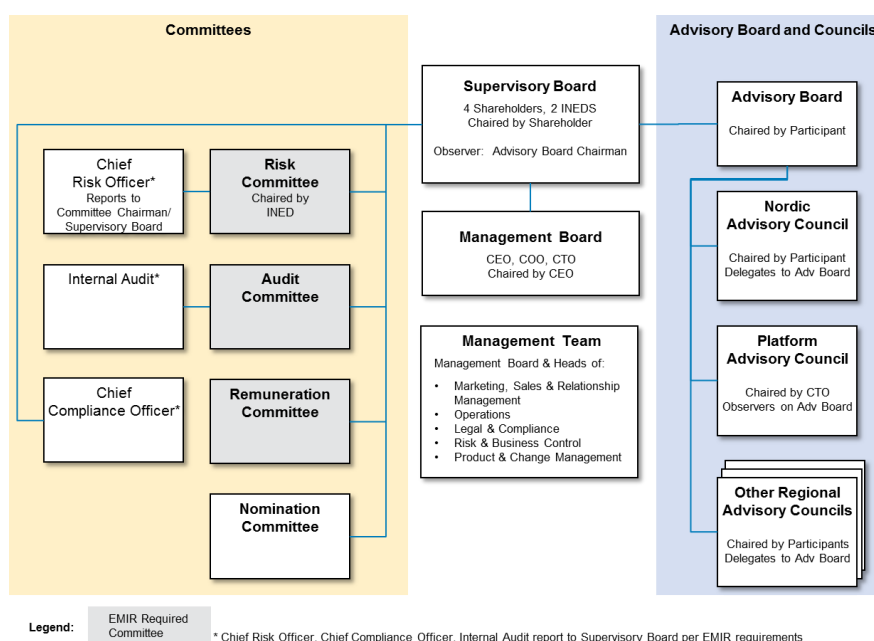 Committees
Chief
Risk Officer*
Reports to
Committee Chairman/
Supervisory Board
Risk
Committee
Chaired by
INED
Internal Audit*
Audit
Committee
Chief
Compliance Officer*
Remuneration
Committee
Nomination
Committee
Supervisory Board
4 Shareholders, 2 INEDS
Chaired by Shareholder
Observer: Advisory Board Chairman
Management Board
CEO, COO, CTO
Chaired by CEO
Management Team
Management Board & Heads of:
• Marketing, Sales & Relationship
Management
• Operations
• Legal & Compliance
• Risk & Business Control
• Product & Change Management
Advisory Board and Councils
Advisory Board
Chaired by Participant
Nordic
Advisory Council
Chaired by Participant
Delegates to Adv Board
Platform
Advisory Council
Chaired by CTO
Observers on Adv Board
Other Regional
Advisory Councils
Chaired by Participants
Delegates to Adv Board
Legend:
EMIR Required
Committee
* Chief Risk Officer, Chief Compliance Officer, Internal Audit report to Supervisory Board per EMIR requirements